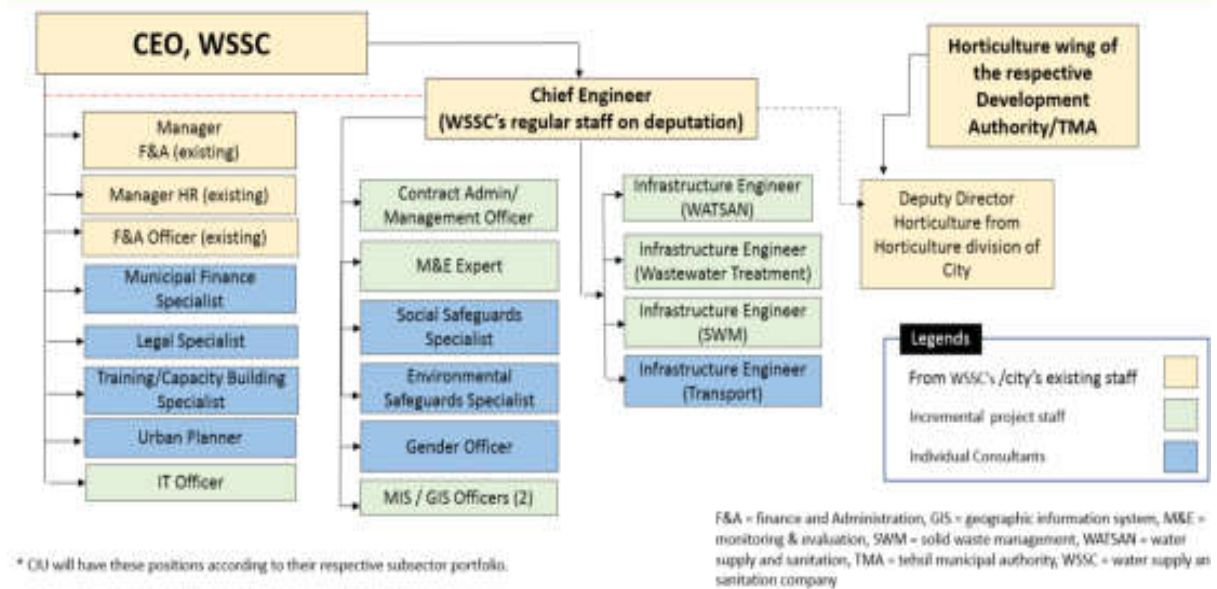 CEO, WSSC
Horticulture wing of
the respective
Development
Authority/TMA
Chief Engineer
(WSSC's regular staff on deputation)
Manager
F&A (existing)
Manager HR (existing)
F&A Officer (existing)
Municipal Finance
Specialist
Legal Specialist
Training/Capacity Building
Specialist
Urban Planner
IT Officer
Contract Admin/
Management Officer
M&E Expert
Social Safeguards
Specialist
Environmental
Safeguards Specialist
Gender Officer
MIS / GIS Officers (2)
Infrastructure Engineer
(WATSAN)
Infrastructure Engineer
(Wastewater Treatment)
Infrastructure Engineer
(SWM)
Infrastructure Engineer
(Transport)
Deputy Director
Horticulture from
Horticulture division of
City
Legends
From WSSC's /city's existing staff
Incremental project staff
Individual Consultants
F&A = finance and Administration, GIS = geographic information system, M&E =
monitoring & evaluation, SWM = solid waste management, WATSAN = water
supply and sanitation, TMA = tehsil municipal authority, WSSC = water supply an
sanitation company
* CIU will have these positions according to their respective subsector portfolio.